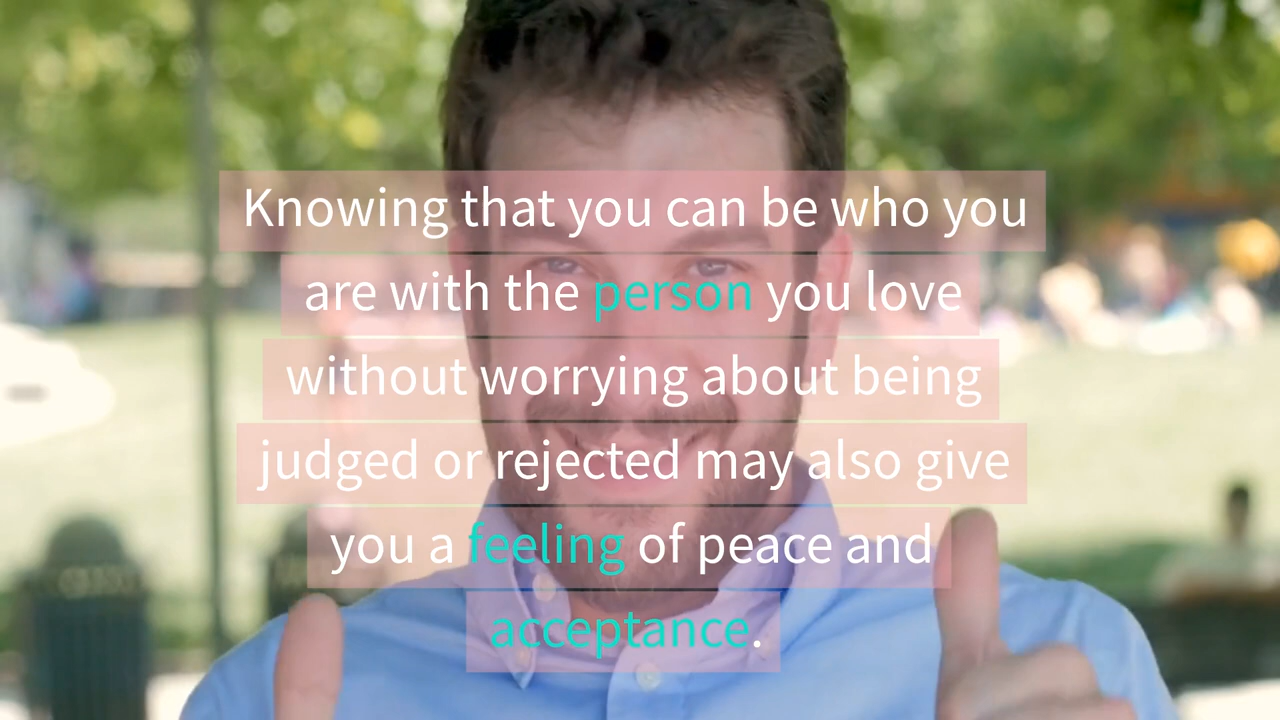 Knowing that you can be who you
are with the person you love
without worrying about being
judged or rejected may also give
you a feeling of peace and
acceptance.